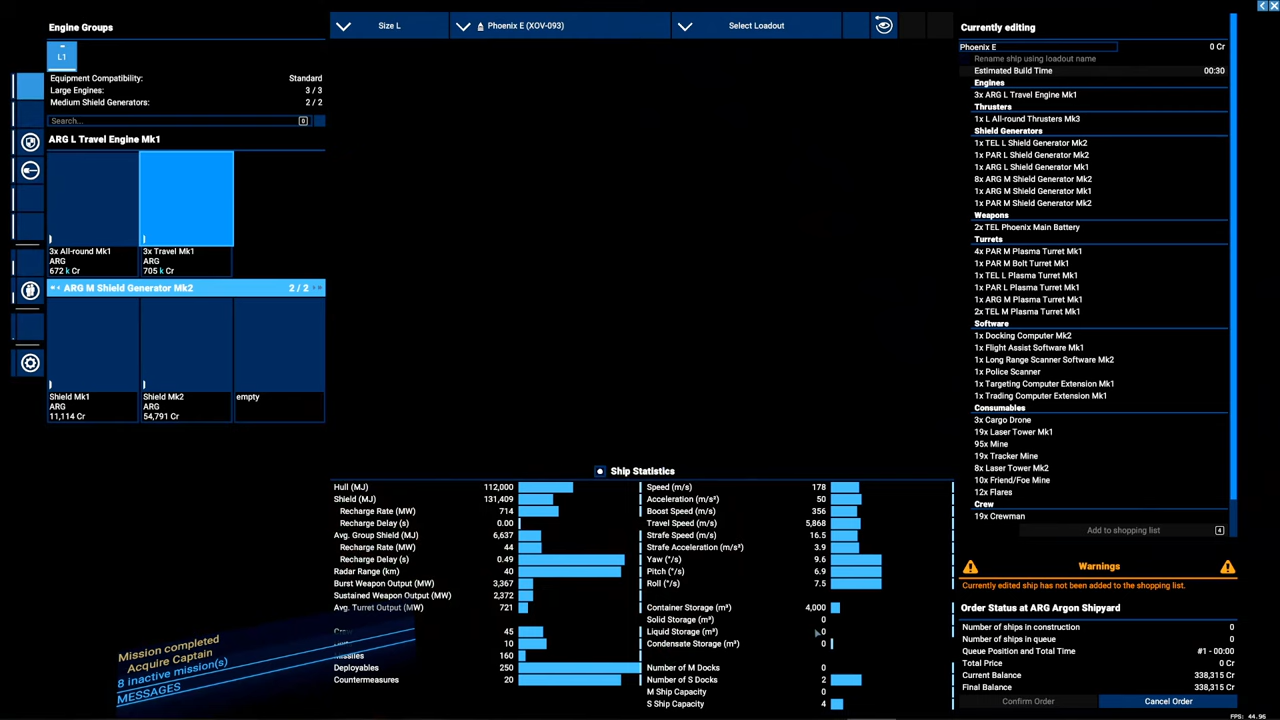 Engine Groups
L1
Equipment Compatibility: Standard
Large Engines: 3 / 3
Medium Shield Generators: 2 / 2
Search... 0
ARG L Travel Engine Mk1
3x All-round Mk1
ARG
672 k Cr
3x Travel Mk1
ARG
705 k Cr
ARG M Shield Generator Mk2 2 / 2
Shield Mk1
ARG
11,114 Cr
Shield Mk2
ARG
54,791 Cr
empty
Size L
Phoenix E (XOV-093)
Select Loadout
Ship Statistics
Hull (MJ) 112,000
Shield (MJ) 131,409
Recharge Rate (MW) 714
Recharge Delay (s) 0.00
Avg. Group Shield (MJ) 6,637
Recharge Rate (MW) 44
Recharge Delay (s) 0.49
Radar Range (km) 40
Burst Weapon Output (MW) 3,367
Sustained Weapon Output (MW) 2,372
Avg. Turret Output (MW) 721
45
10
160
Deployables 250
Countermeasures 20
Speed (m/s) 178
Acceleration (m/s²) 50
Boost Speed (m/s) 356
Travel Speed (m/s) 5,868
Strafe Speed (m/s) 16.5
Strafe Acceleration (m/s²) 3.9
Yaw (°/s) 9.6
Pitch (°/s) 6.9
Roll (°/s) 7.5
Container Storage (m³) 4,000
Solid Storage (m³) 0
Liquid Storage (m³) 0
Condensate Storage (m³) 0
Number of M Docks 0
Number of S Docks 2
M Ship Capacity 0
S Ship Capacity 4
Mission completed
Acquire Captain
8 inactive mission(s)
MESSAGES
Currently editing
Phoenix E 0 Cr
Rename ship using loadout name
Estimated Build Time 00:30
Engines
3x ARG L Travel Engine Mk1
Thrusters
1x L All-round Thrusters Mk3
Shield Generators
1x TEL L Shield Generator Mk2
1x PAR L Shield Generator Mk2
1x ARG L Shield Generator Mk1
8x ARG M Shield Generator Mk2
1x ARG M Shield Generator Mk1
1x PAR M Shield Generator Mk2
Weapons
2x TEL Phoenix Main Battery
Turrets
4x PAR M Plasma Turret Mk1
1x PAR M Bolt Turret Mk1
1x TEL L Plasma Turret Mk1
1x PAR L Plasma Turret Mk1
1x ARG M Plasma Turret Mk1
2x TEL M Plasma Turret Mk1
Software
1x Docking Computer Mk2
1x Flight Assist Software Mk1
1x Long Range Scanner Software Mk2
1x Police Scanner
1x Targeting Computer Extension Mk1
1x Trading Computer Extension Mk1
Consumables
3x Cargo Drone
19x Laser Tower Mk1
95x Mine
19x Tracker Mine
8x Laser Tower Mk2
10x Friend/Foe Mine
12x Flares
Crew
19x Crewman
Add to shopping list 4
Warnings
Currently edited ship has not been added to the shopping list.
Order Status at ARG Argon Shipyard
Number of ships in construction 0
Number of ships in queue 0
Queue Position and Total Time #1 - 00:00
Total Price 0 Cr
Current Balance 338,315 Cr
Final Balance 338,315 Cr
Confirm Order
Cancel Order
FPS: 44.96